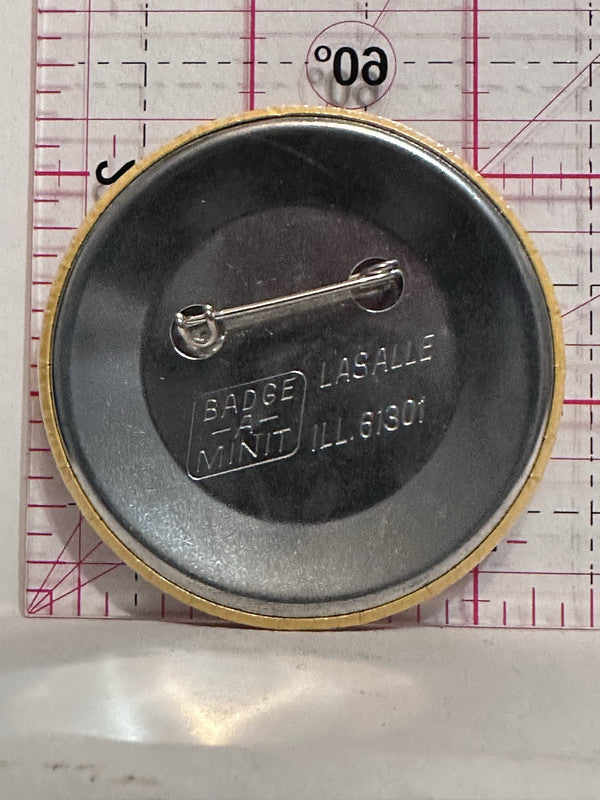 60°
BADGE
-A-
MINIT
LASALLE
ILL. 61301